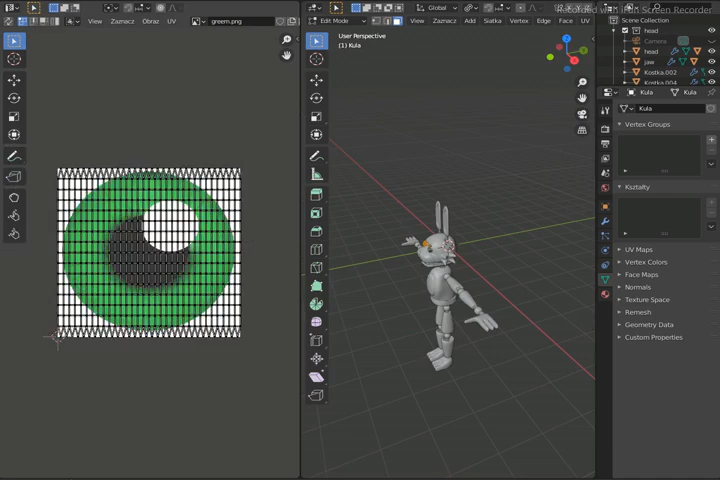 View Zaznacz Obraz UV greem.png
Edit Mode View Zaznacz Add Siatka Vertex Edge Face UV
Global
Recorded with iFun Screen Recorder
User Perspective
(1) Kula
Z
Scene Collection
head
Camera
head
jaw
Kostka.002
Kostka.004
Kula Kula
Kula
Vertex Groups
Kształty
UV Maps
Vertex Colors
Face Maps
Normals
Texture Space
Remesh
Geometry Data
Custom Properties